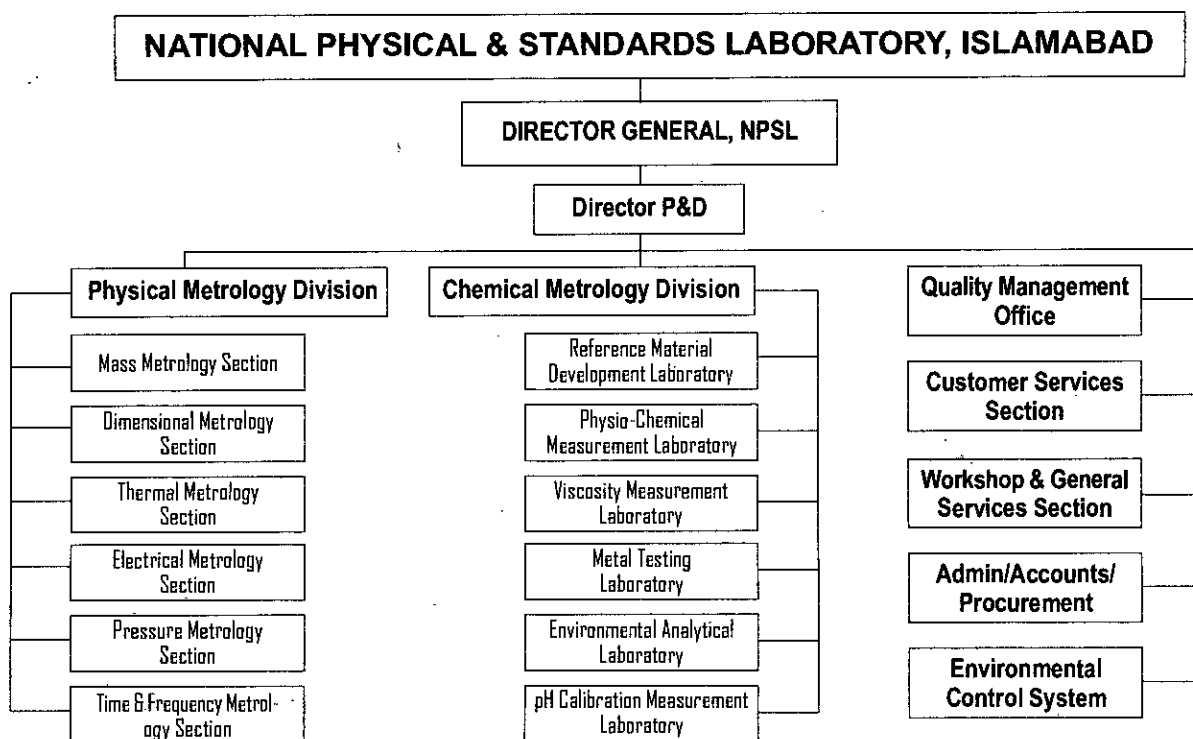 NATIONAL PHYSICAL & STANDARDS LABORATORY, ISLAMABAD
DIRECTOR GENERAL, NPSL
Director P&D
Physical Metrology Division
Mass Metrology Section
Dimensional Metrology
Section
Thermal Metrology
Section
Electrical Metrology
Section
Pressure Metrology
Section
Time & Frequency Metrol-
ogy Section
Chemical Metrology Division
Reference Material
Development Laboratory
Physio-Chemical
Measurement Laboratory
Viscosity Measurement
Laboratory
Metal Testing
Laboratory
Environmental Analytical
Laboratory
pH Calibration Measurement
Laboratory
Quality Management
Office
Customer Services
Section
Workshop & General
Services Section
Admin/Accounts/
Procurement
Environmental
Control System